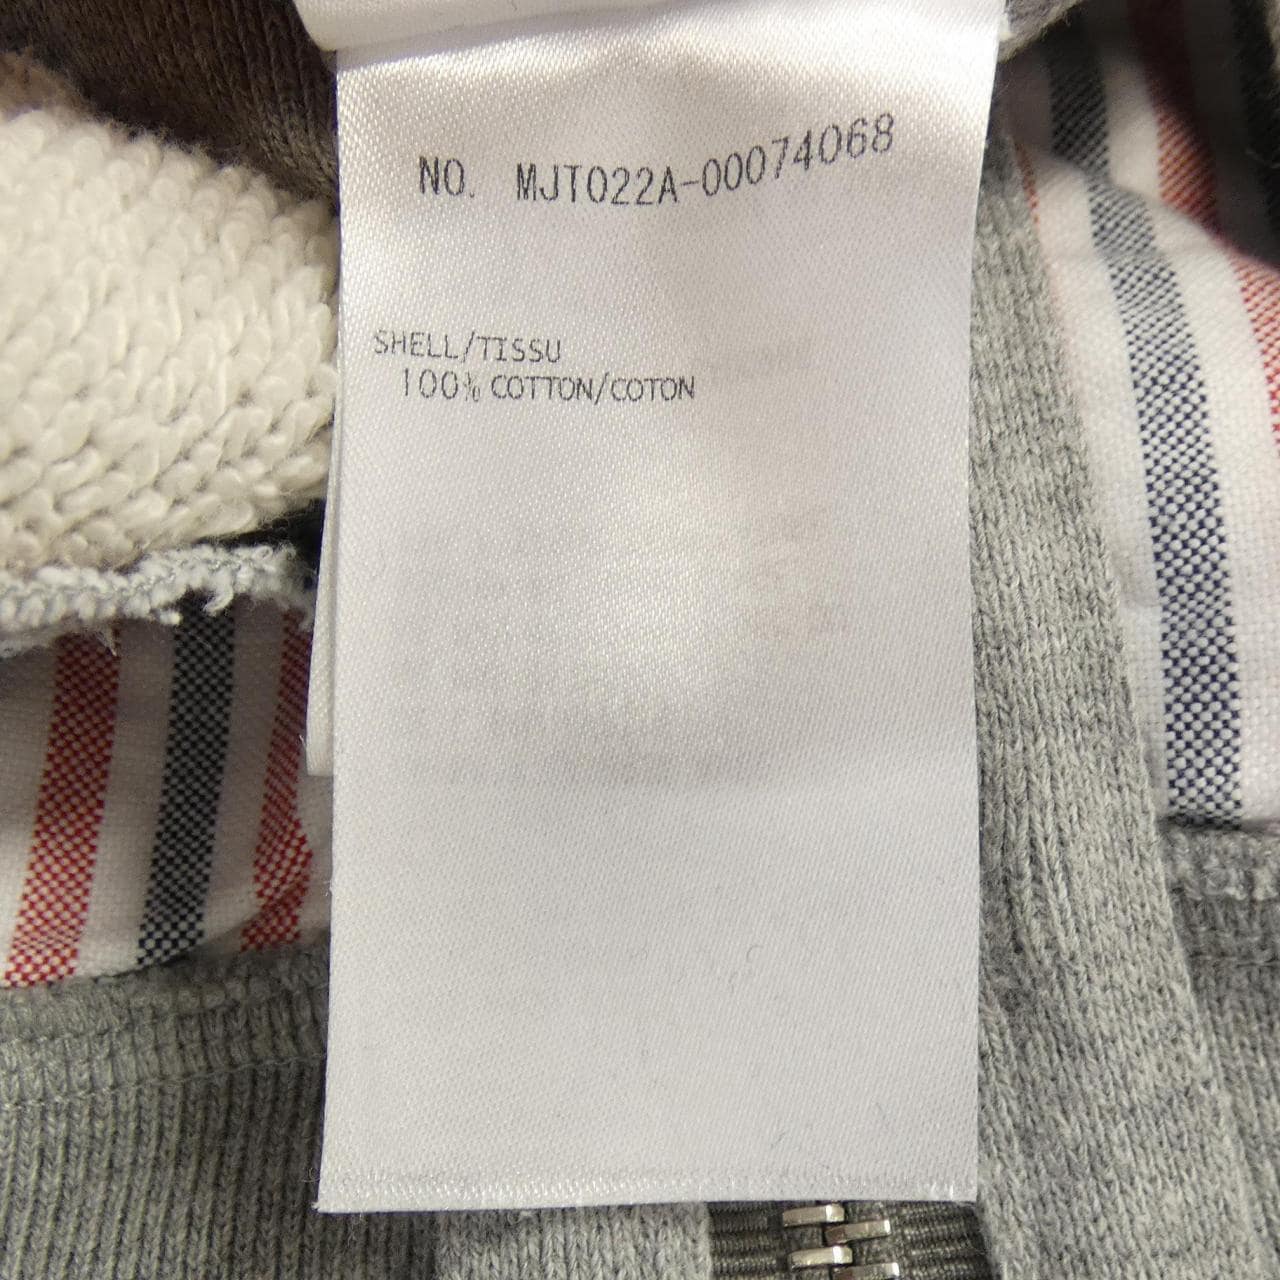 NO. MJT022A-00074068
SHELL/TISSU
100% COTTON/COTON